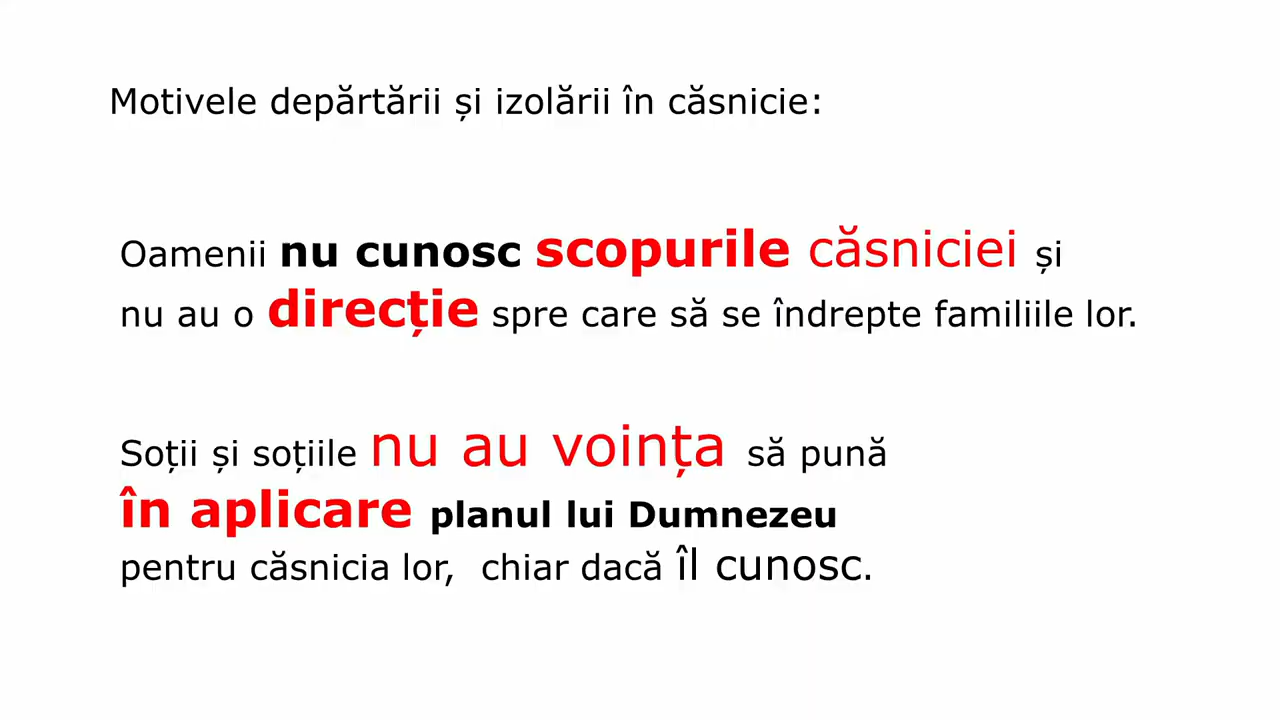 Motivele depărtării și izolării în căsnicie:
Oamenii nu cunosc scopurile căsniciei și
nu au o direcție spre care să se îndrepte familiile lor.
Soții și soțiile nu au voința să pună
în aplicare planul lui Dumnezeu
pentru căsnicia lor, chiar dacă îl cunosc.